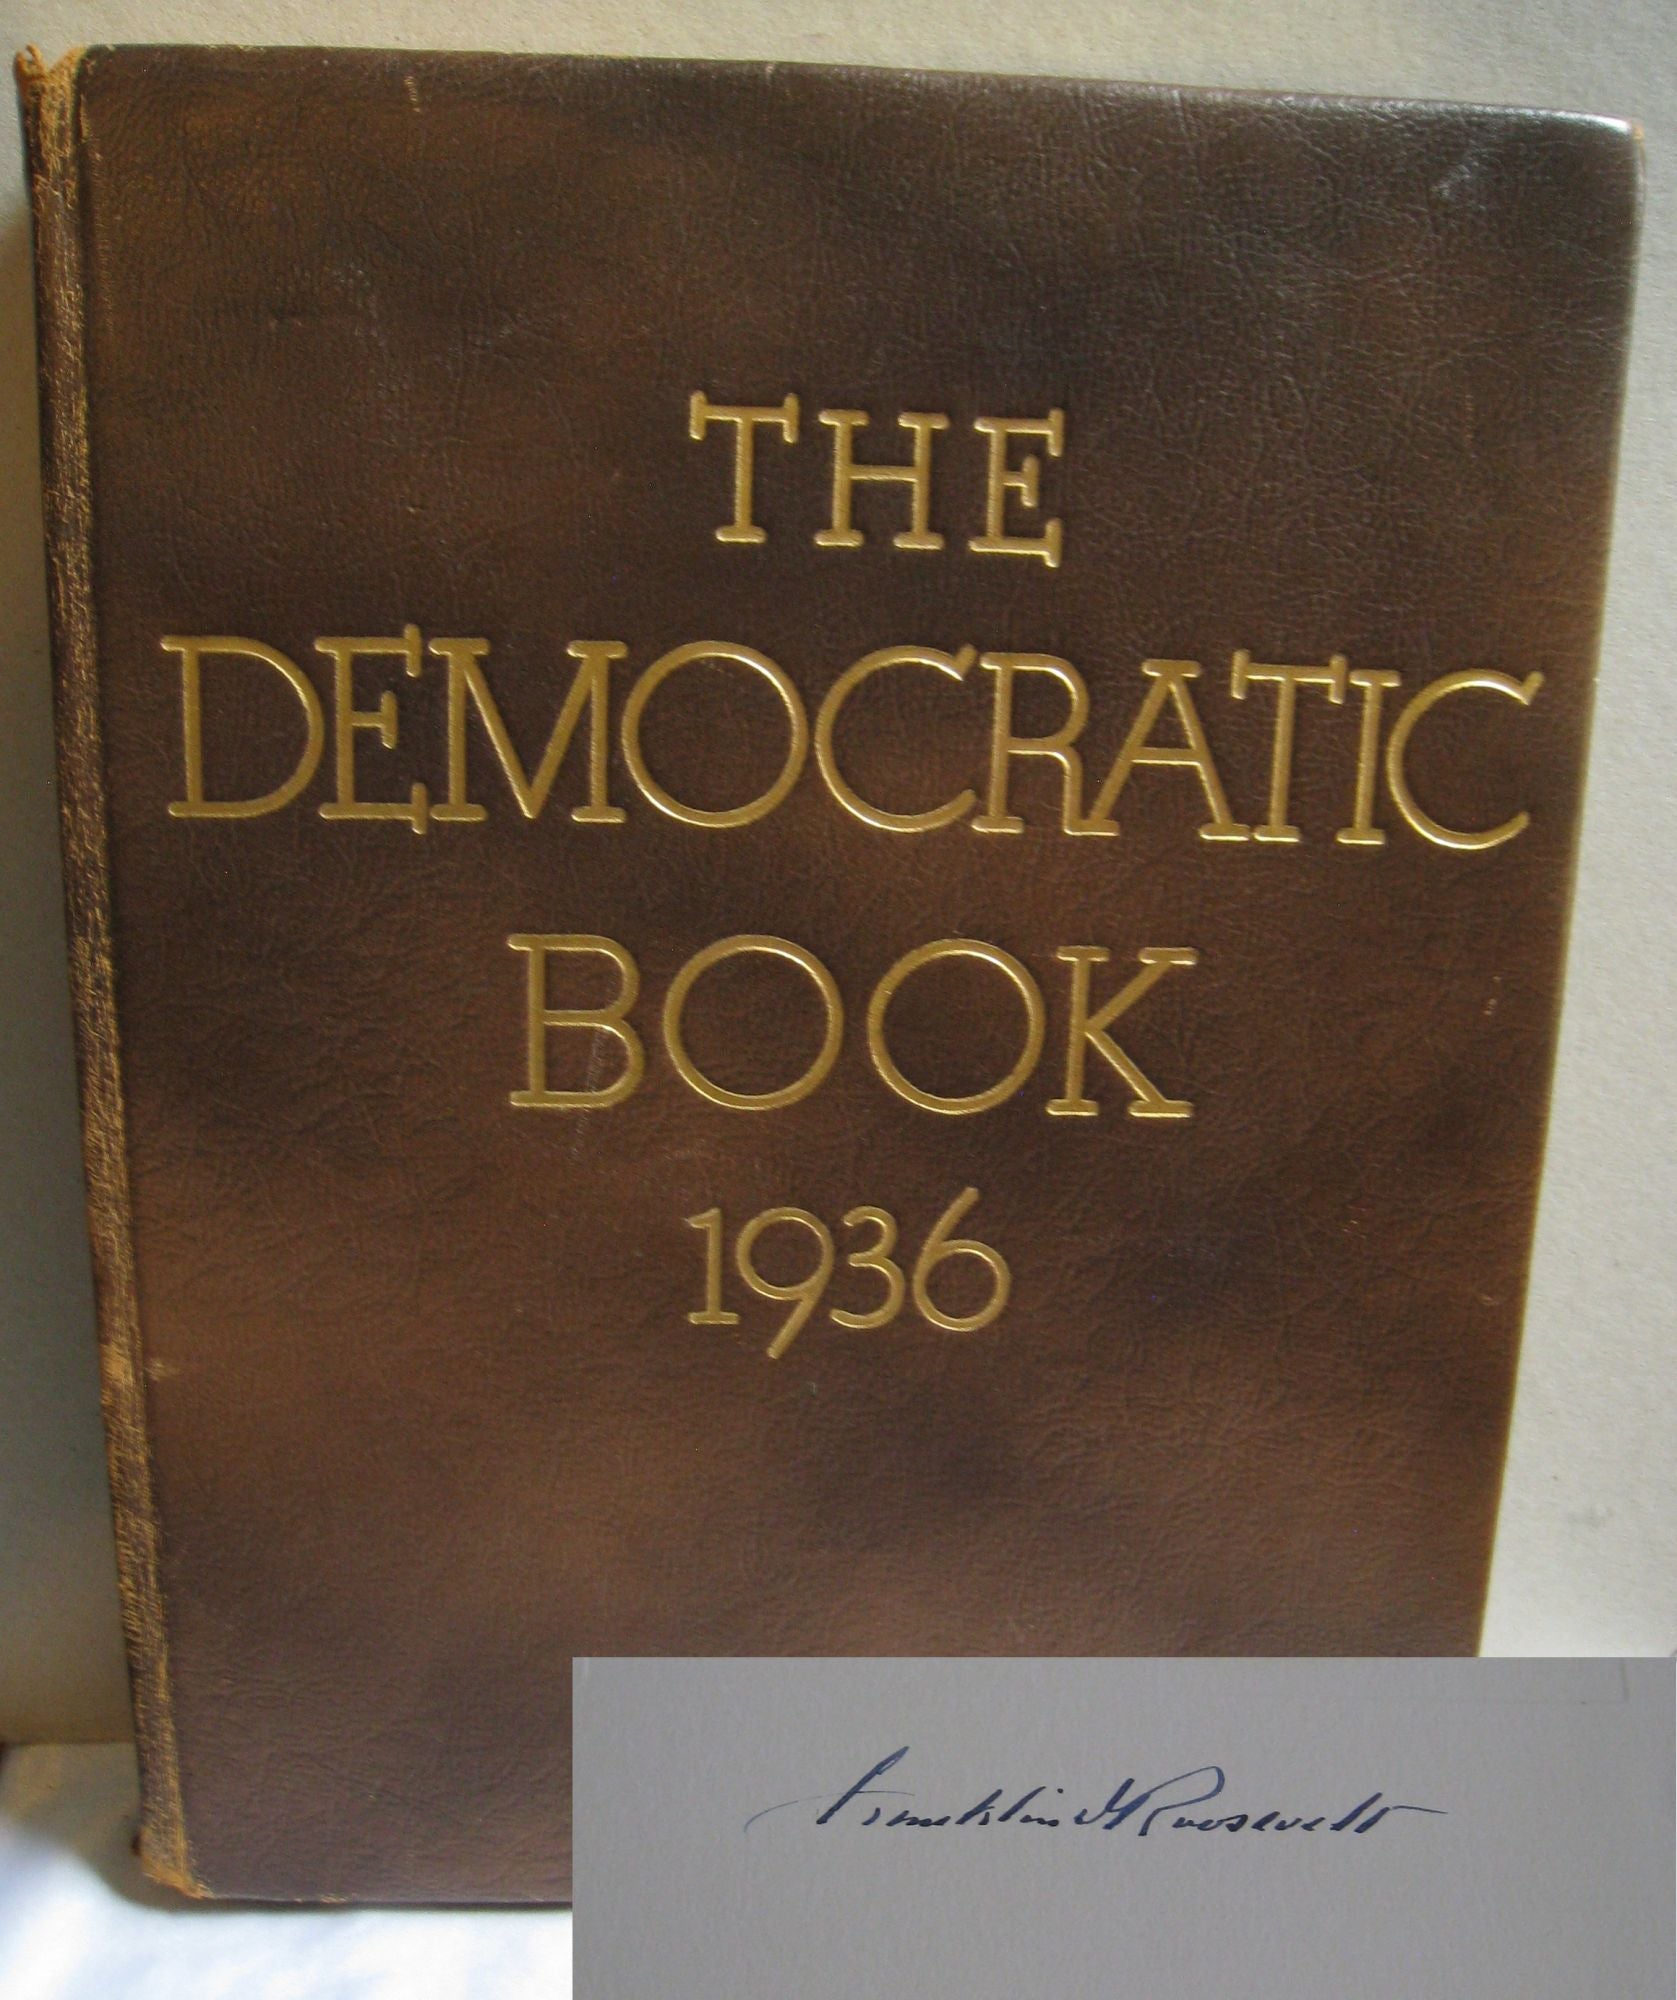 THE
DEMOCRATIC
BOOK
1936
Franklin D Roosevelt